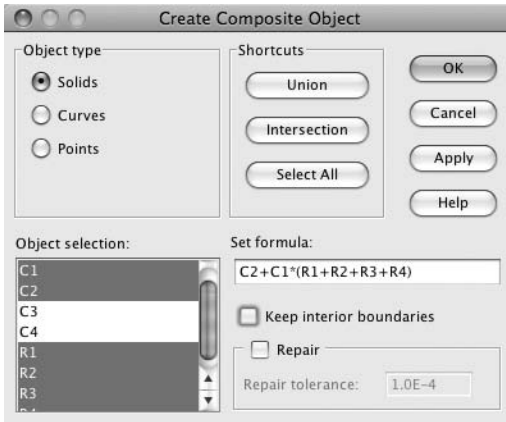 Create Composite Object
Object type
Solids
Curves
Points
Shortcuts
Union
Intersection
Select All
OK
Cancel
Apply
Help
Object selection:
C1
C2
C3
C4
R1
R2
R3
Set formula:
C2+C1*(R1+R2+R3+R4)
Keep interior boundaries
Repair
Repair tolerance:
1.0E-4